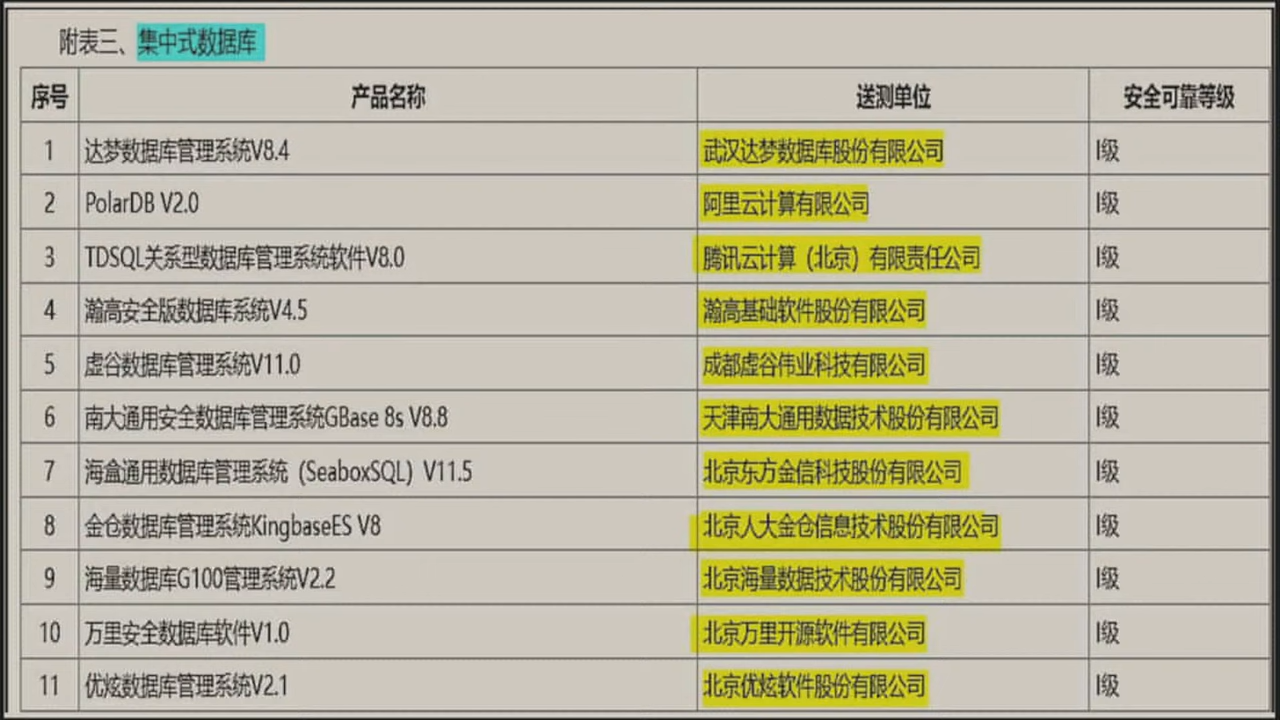 附表三、集中式数据库
序号 产品名称 送测单位 安全可靠等级
1 达梦数据库管理系统V8.4 武汉达梦数据库股份有限公司 I级
2 PolarDB V2.0 阿里云计算有限公司 I级
3 TDSQL关系型数据库管理系统软件V8.0 腾讯云计算（北京）有限责任公司 I级
4 瀚高安全版数据库系统V4.5 瀚高基础软件股份有限公司 I级
5 虚谷数据库管理系统V11.0 成都虚谷伟业科技有限公司 I级
6 南大通用安全数据库管理系统GBase 8s V8.8 天津南大通用数据技术股份有限公司 I级
7 海盒通用数据库管理系统（SeaboxSQL）V11.5 北京东方金信科技股份有限公司 I级
8 金仓数据库管理系统KingbaseES V8 北京人大金仓信息技术股份有限公司 I级
9 海量数据库G100管理系统V2.2 北京海量数据技术股份有限公司 I级
10 万里安全数据库软件V1.0 北京万里开源软件有限公司 I级
11 优炫数据库管理系统V2.1 北京优炫软件股份有限公司 I级